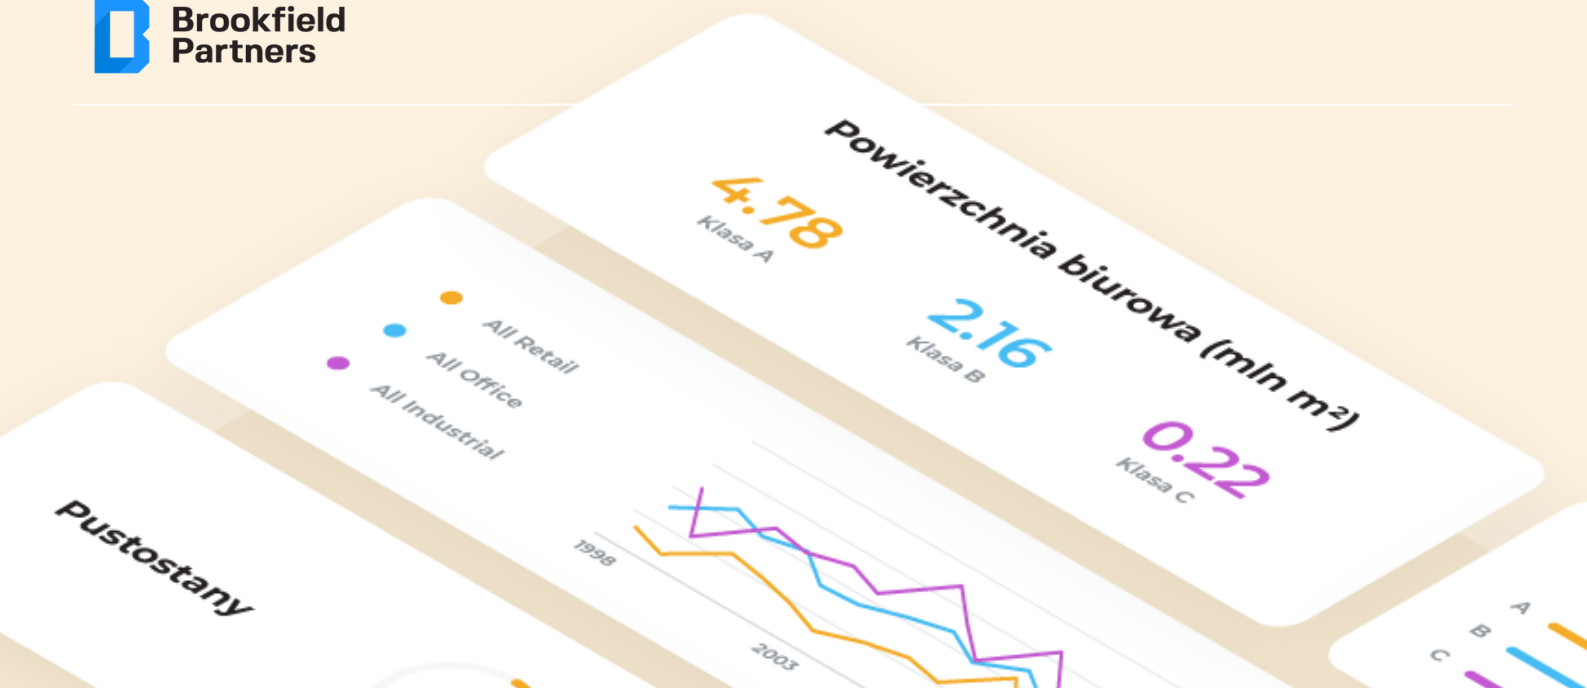 Brookfield
Partners
Powierzchnia biurowa (mln m²)
4.78
Klasa A
2.16
Klasa B
0.22
Klasa C
All Retail
All Office
All Industrial
1998
2003
Pustostany
A
B
C